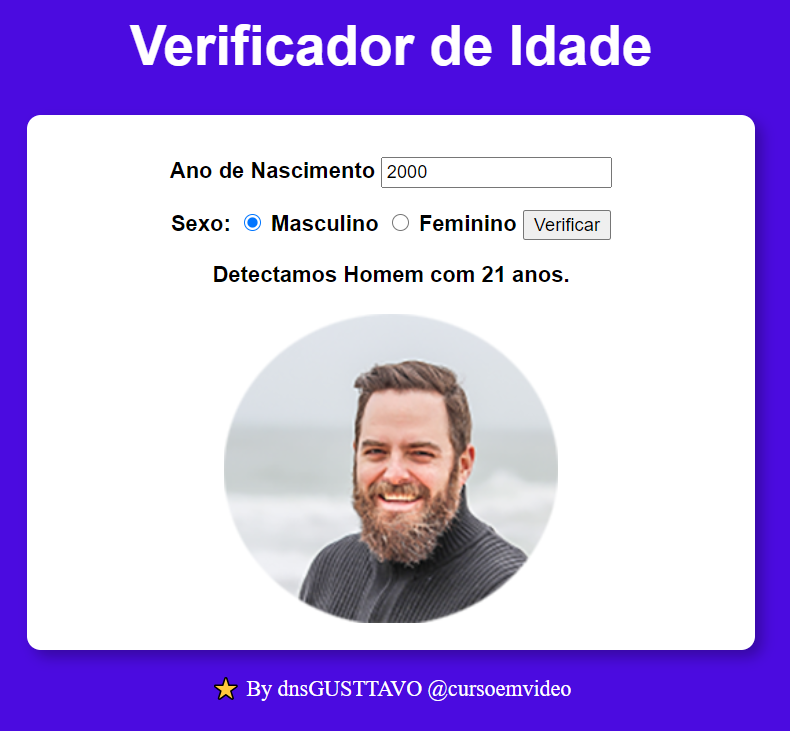 Verificador de Idade
Ano de Nascimento 2000
Sexo: Masculino Feminino Verificar
Detectamos Homem com 21 anos.
⭐ By dnsGUSTTAVO @cursoemvideo